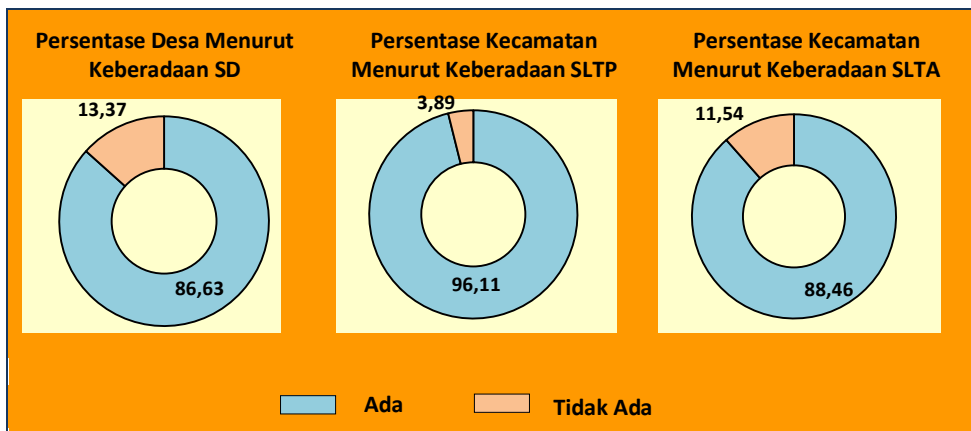 Persentase Desa Menurut
Keberadaan SD
Persentase Kecamatan
Menurut Keberadaan SLTP
Persentase Kecamatan
Menurut Keberadaan SLTA
13,37
86,63
3,89
96,11
11,54
88,46
Ada
Tidak Ada